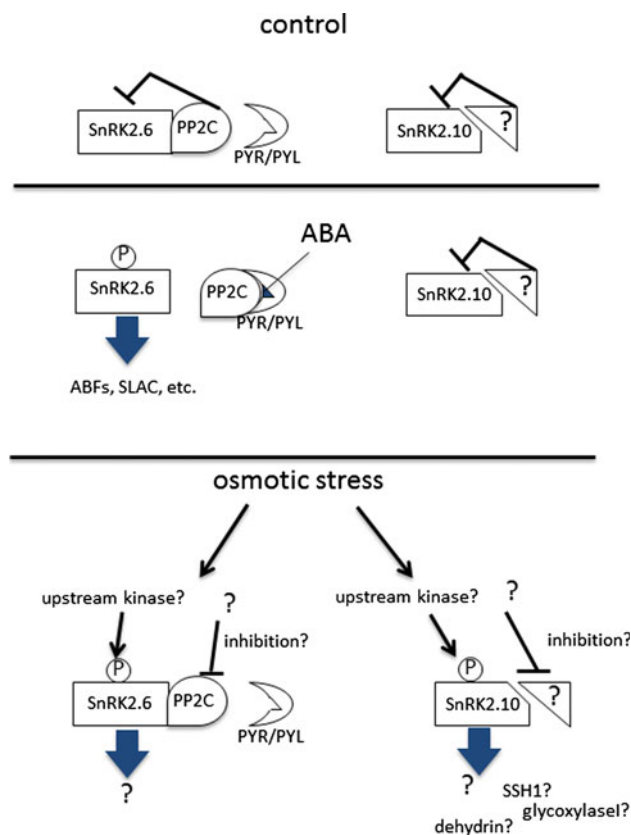 control
SnRK2.6
PP2C
PYR/PYL
SnRK2.10
?
ABA
P
SnRK2.6
PP2C
PYR/PYL
SnRK2.10
?
ABFs, SLAC, etc.
osmotic stress
upstream kinase?
?
inhibition?
P
SnRK2.6
PP2C
PYR/PYL
?
upstream kinase?
?
inhibition?
P
SnRK2.10
?
?
SSH1?
glycoxylaseI?
dehydrin?